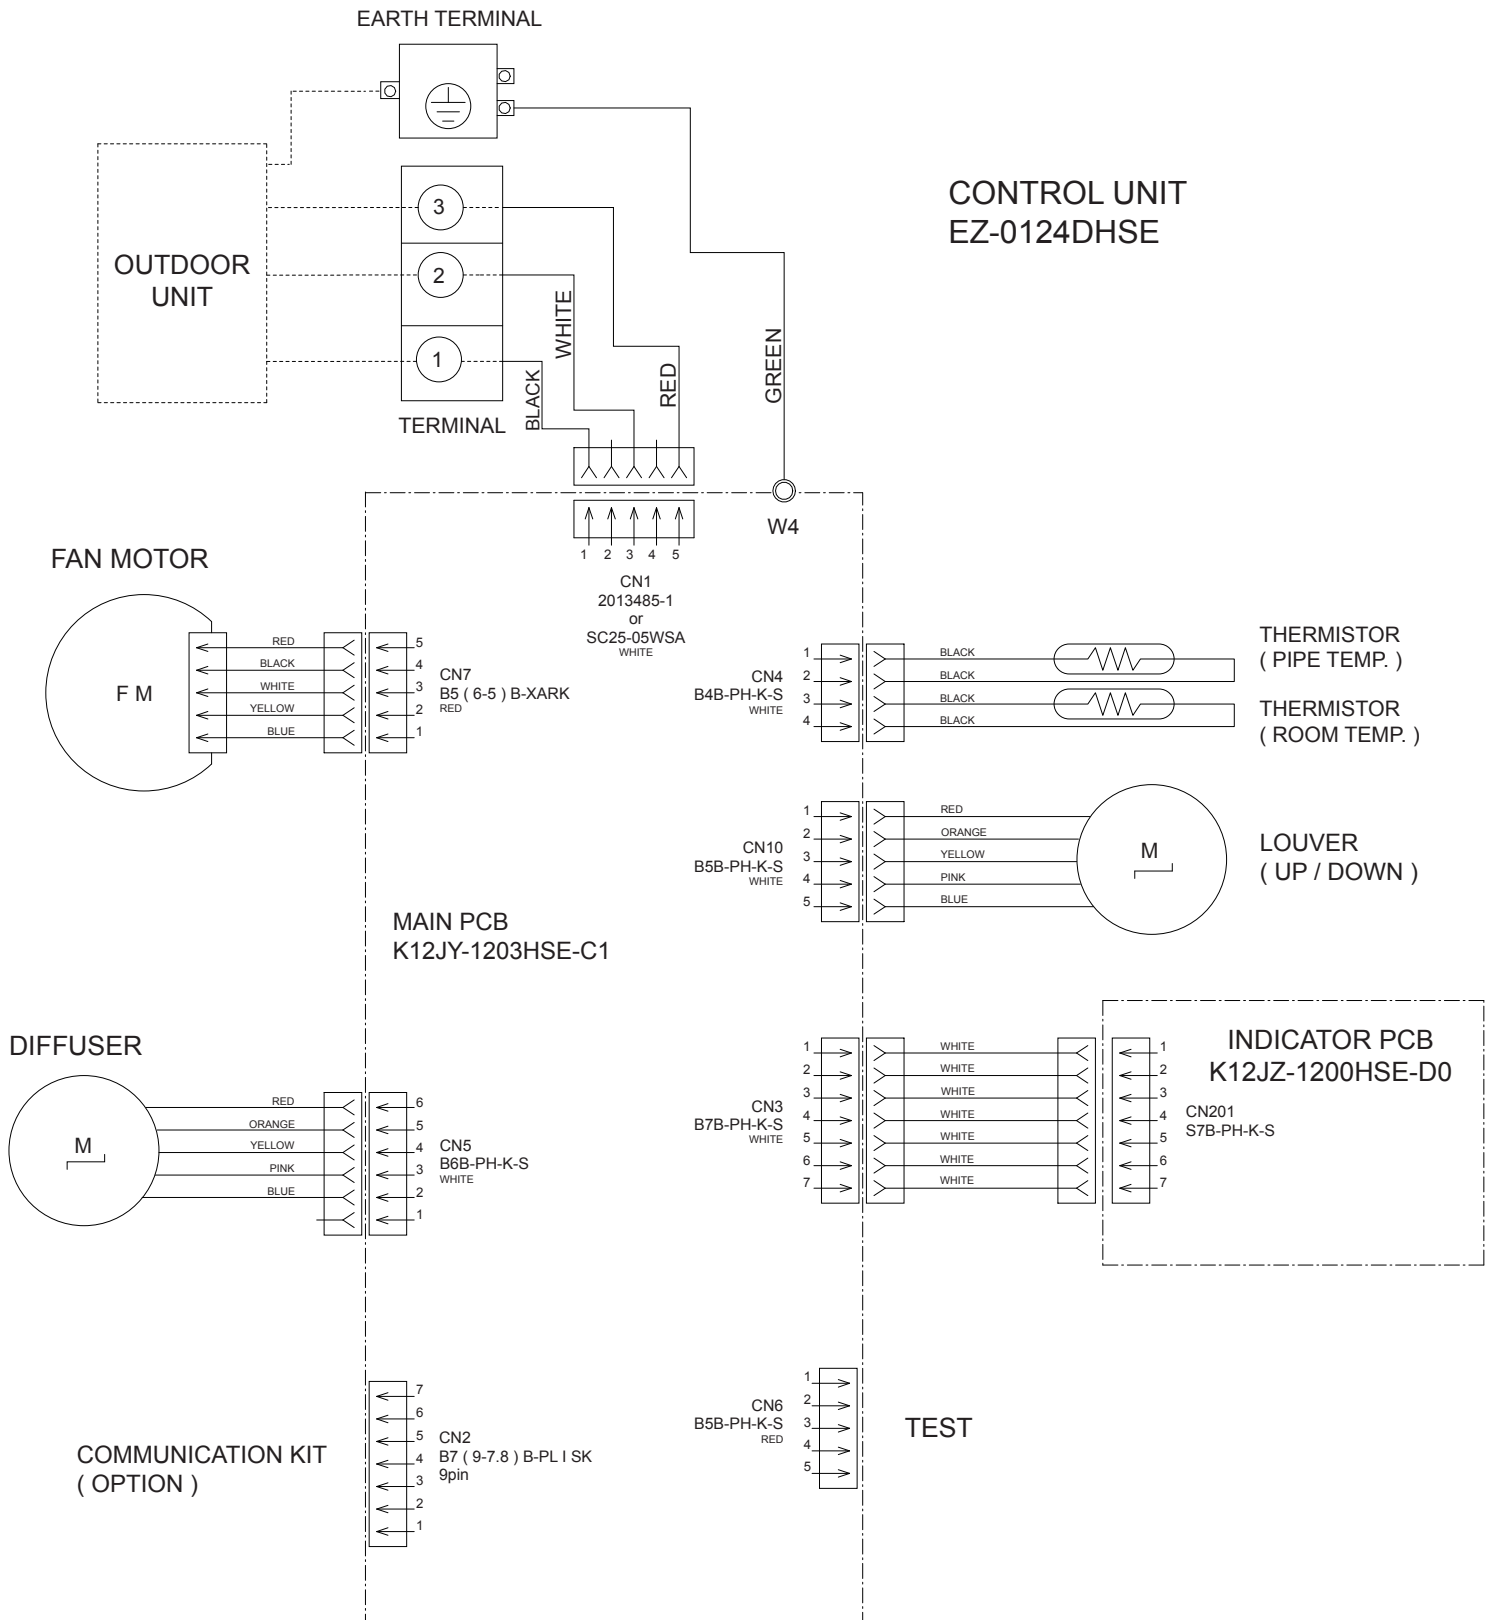 EARTH TERMINAL
CONTROL UNIT
EZ-0124DHSE
OUTDOOR
UNIT
3
2
1
TERMINAL
BLACK
WHITE
RED
GREEN
W4
1 2 3 4 5
CN1
2013485-1
or
SC25-05WSA
WHITE
FAN MOTOR
F M
RED
BLACK
WHITE
YELLOW
BLUE
5
4
3
2
1
CN7
B5 ( 6-5 ) B-XARK
RED
CN4
B4B-PH-K-S
WHITE
1
2
3
4
BLACK
BLACK
BLACK
BLACK
THERMISTOR
( PIPE TEMP. )
THERMISTOR
( ROOM TEMP. )
CN10
B5B-PH-K-S
WHITE
1
2
3
4
5
RED
ORANGE
YELLOW
PINK
BLUE
M
LOUVER
( UP / DOWN )
MAIN PCB
K12JY-1203HSE-C1
DIFFUSER
M
RED
ORANGE
YELLOW
PINK
BLUE
6
5
4
3
2
1
CN5
B6B-PH-K-S
WHITE
CN3
B7B-PH-K-S
WHITE
1
2
3
4
5
6
7
WHITE
WHITE
WHITE
WHITE
WHITE
WHITE
WHITE
1
2
3
4
5
6
7
INDICATOR PCB
K12JZ-1200HSE-D0
CN201
S7B-PH-K-S
COMMUNICATION KIT
( OPTION )
7
6
5
4
3
2
1
CN2
B7 ( 9-7.8 ) B-PL I SK
9pin
CN6
B5B-PH-K-S
RED
1
2
3
4
5
TEST